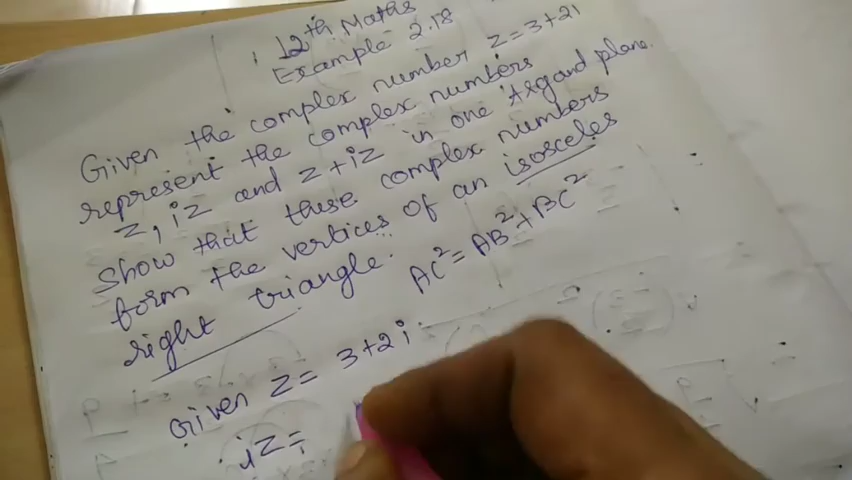 12th Maths
Example 2.18
Given the complex number z=3+2i
represent the complex numbers
z, iz and z+iz in one Argand plane.
Show that these complex numbers
form the vertices of an isosceles
right triangle.
AC²=AB²+BC²
Given z= 3+2i
iz=